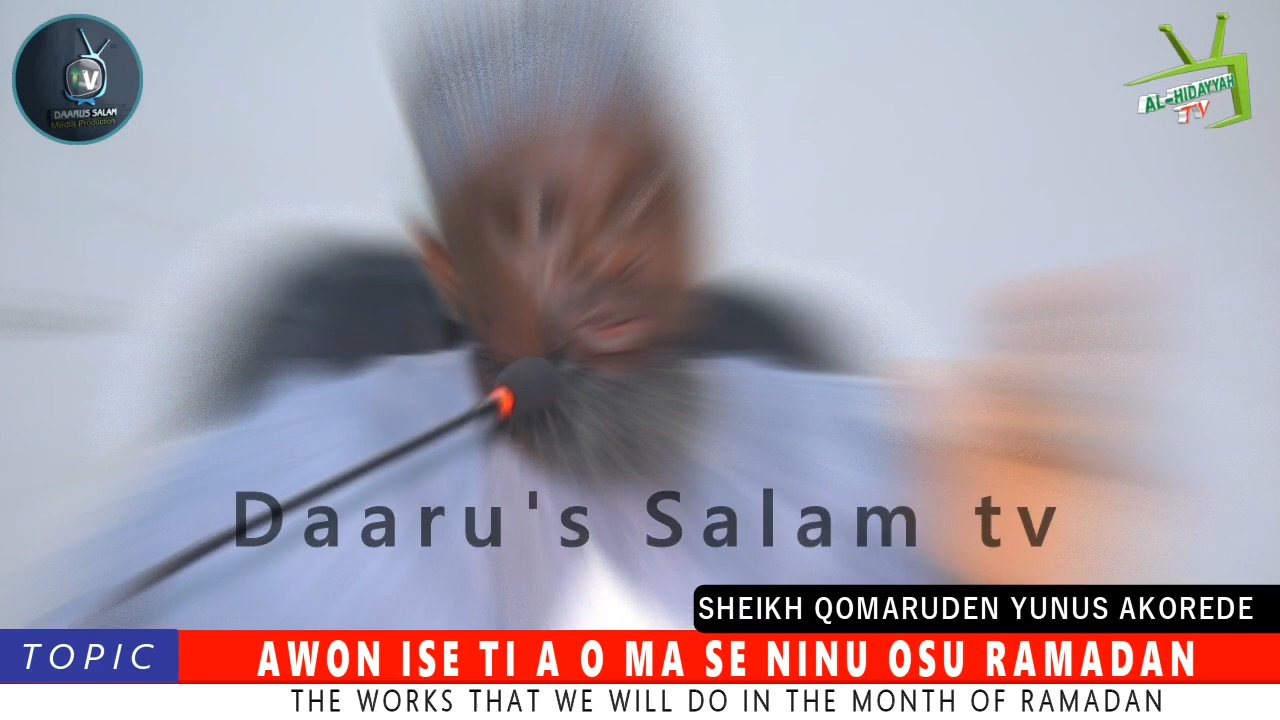 TV
DAARUS SALAM
Media Production
AL-HIDAYYAH
TV
Daaru's Salam tv
SHEIKH QOMARUDEN YUNUS AKOREDE
TOPIC
AWON ISE TI A O MA SE NINU OSU RAMADAN
THE WORKS THAT WE WILL DO IN THE MONTH OF RAMADAN